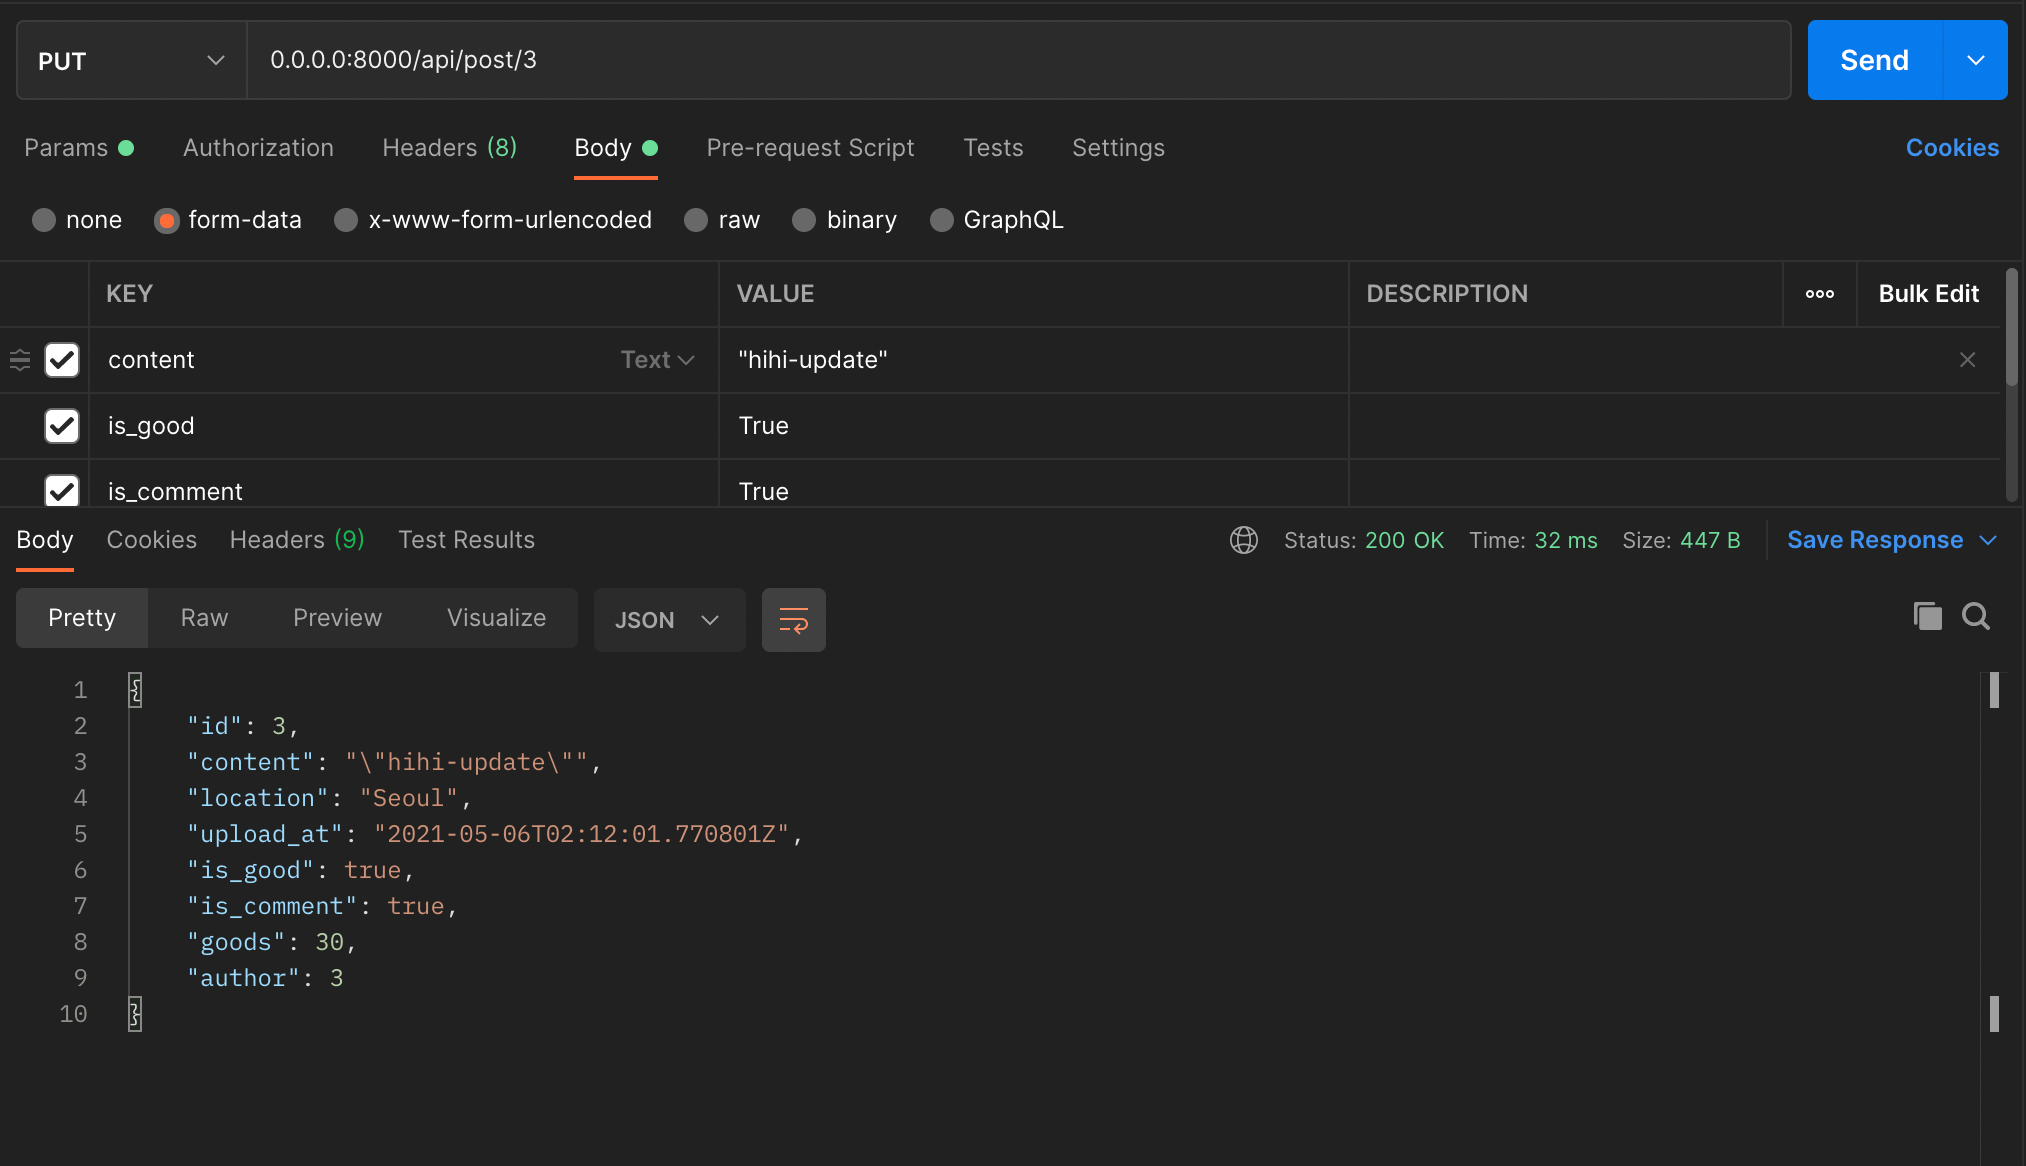 PUT 0.0.0.0:8000/api/post/3 Send
Params Authorization Headers (8) Body Pre-request Script Tests Settings Cookies
none form-data x-www-form-urlencoded raw binary GraphQL
KEY VALUE DESCRIPTION ooo Bulk Edit
content Text "hihi-update"
is_good True
is_comment True
Body Cookies Headers (9) Test Results Status: 200 OK Time: 32 ms Size: 447 B Save Response
Pretty Raw Preview Visualize JSON
1 {
2 "id": 3,
3 "content": "\"hihi-update\"",
4 "location": "Seoul",
5 "upload_at": "2021-05-06T02:12:01.770801Z",
6 "is_good": true,
7 "is_comment": true,
8 "goods": 30,
9 "author": 3
10 }